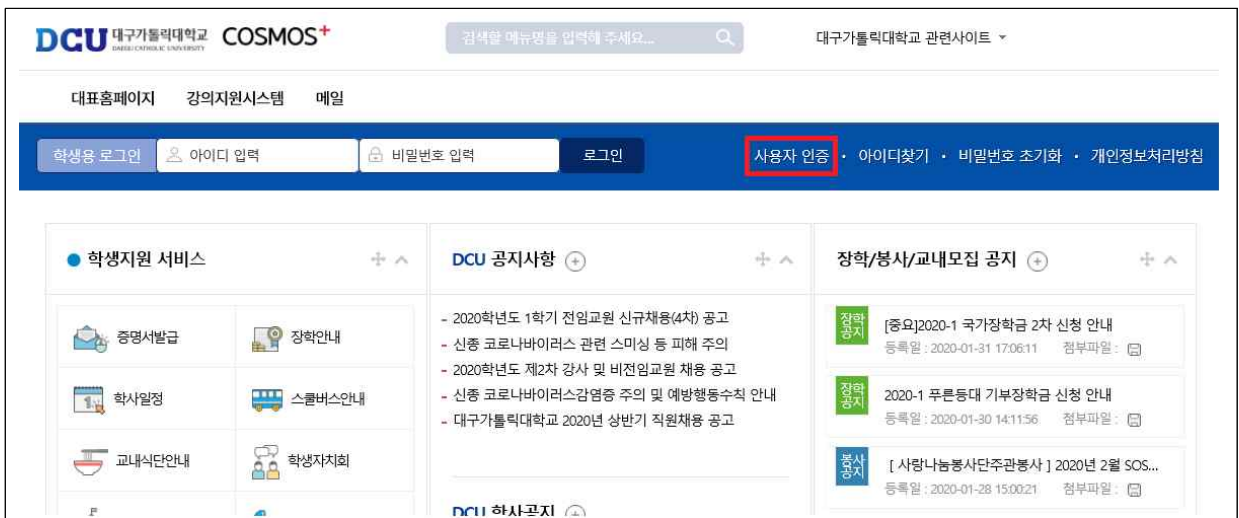 DCU 대구가톨릭대학교 COSMOS+
DAEGU CATHOLIC UNIVERSITY
검색할 메뉴명을 입력해 주세요...
대구가톨릭대학교 관련사이트
대표홈페이지 강의지원시스템 메일
학생용 로그인 아이디 입력 비밀번호 입력 로그인 사용자 인증 · 아이디찾기 · 비밀번호 초기화 · 개인정보처리방침
학생지원 서비스
증명서발급 장학안내
학사일정 스쿨버스안내
교내식단안내 학생자치회
DCU 공지사항
- 2020학년도 1학기 전임교원 신규채용(4차) 공고
- 신종 코로나바이러스 관련 스미싱 등 피해 주의
- 2020학년도 제2차 강사 및 비전임교원 채용 공고
- 신종 코로나바이러스감염증 주의 및 예방행동수칙 안내
- 대구가톨릭대학교 2020년 상반기 직원채용 공고
DCU 학사공지
장학/봉사/교내모집 공지
장학공지 [중요]2020-1 국가장학금 2차 신청 안내
등록일 : 2020-01-31 17:06:11 첨부파일 :
장학공지 2020-1 푸른등대 기부장학금 신청 안내
등록일 : 2020-01-30 14:11:56 첨부파일 :
봉사공지 [ 사랑나눔봉사단주관봉사 ] 2020년 2월 SOS...
등록일 : 2020-01-28 15:00:21 첨부파일 :